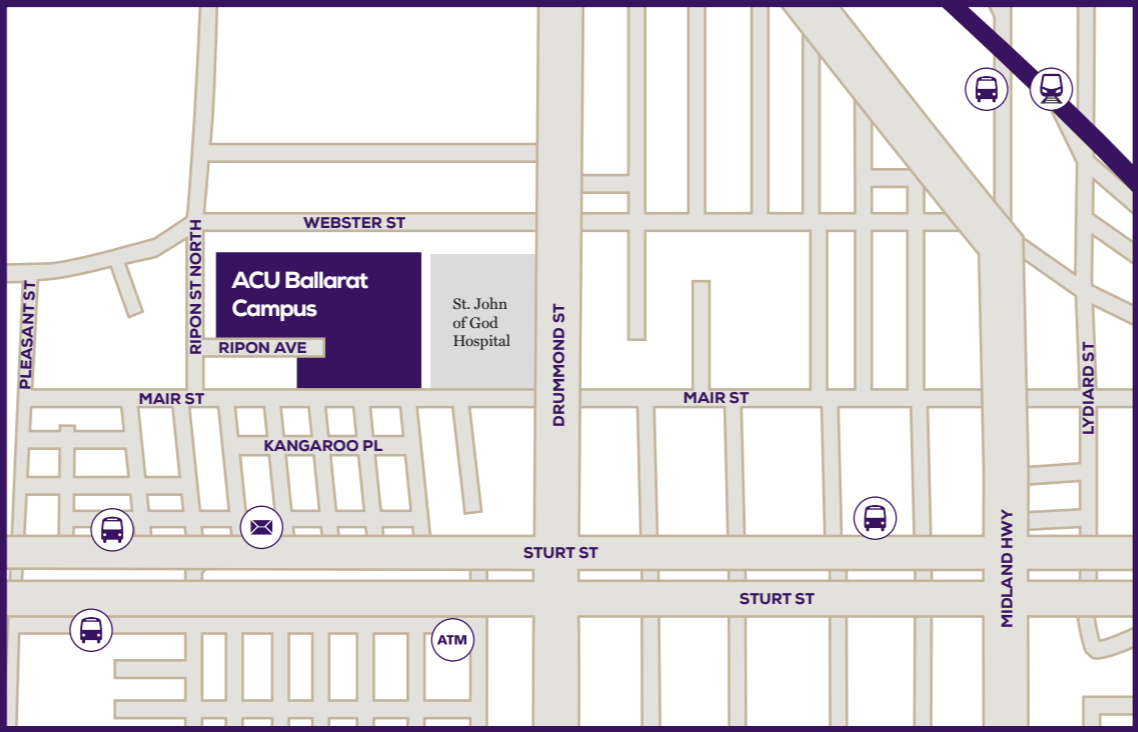 WEBSTER ST
RIPON ST NORTH
ACU Ballarat
Campus
PLEASANT ST
St. John
of God
Hospital
RIPON AVE
DRUMMOND ST
LYDIARD ST
MAIR ST
MAIR ST
KANGAROO PL
STURT ST
MIDLAND HWY
STURT ST
ATM